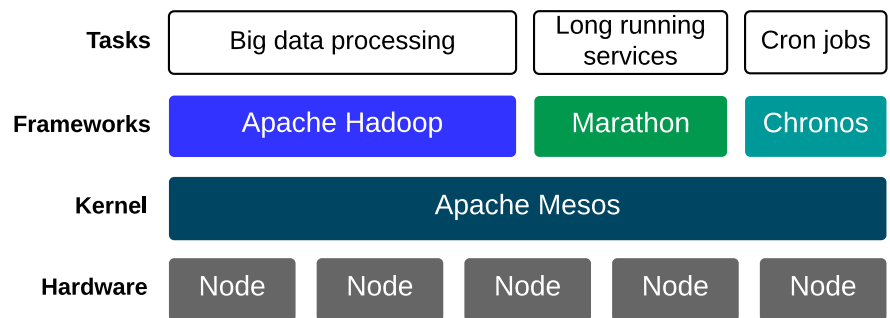 Tasks
Big data processing
Long running
services
Cron jobs
Frameworks
Apache Hadoop
Marathon
Chronos
Kernel
Apache Mesos
Hardware
Node
Node
Node
Node
Node